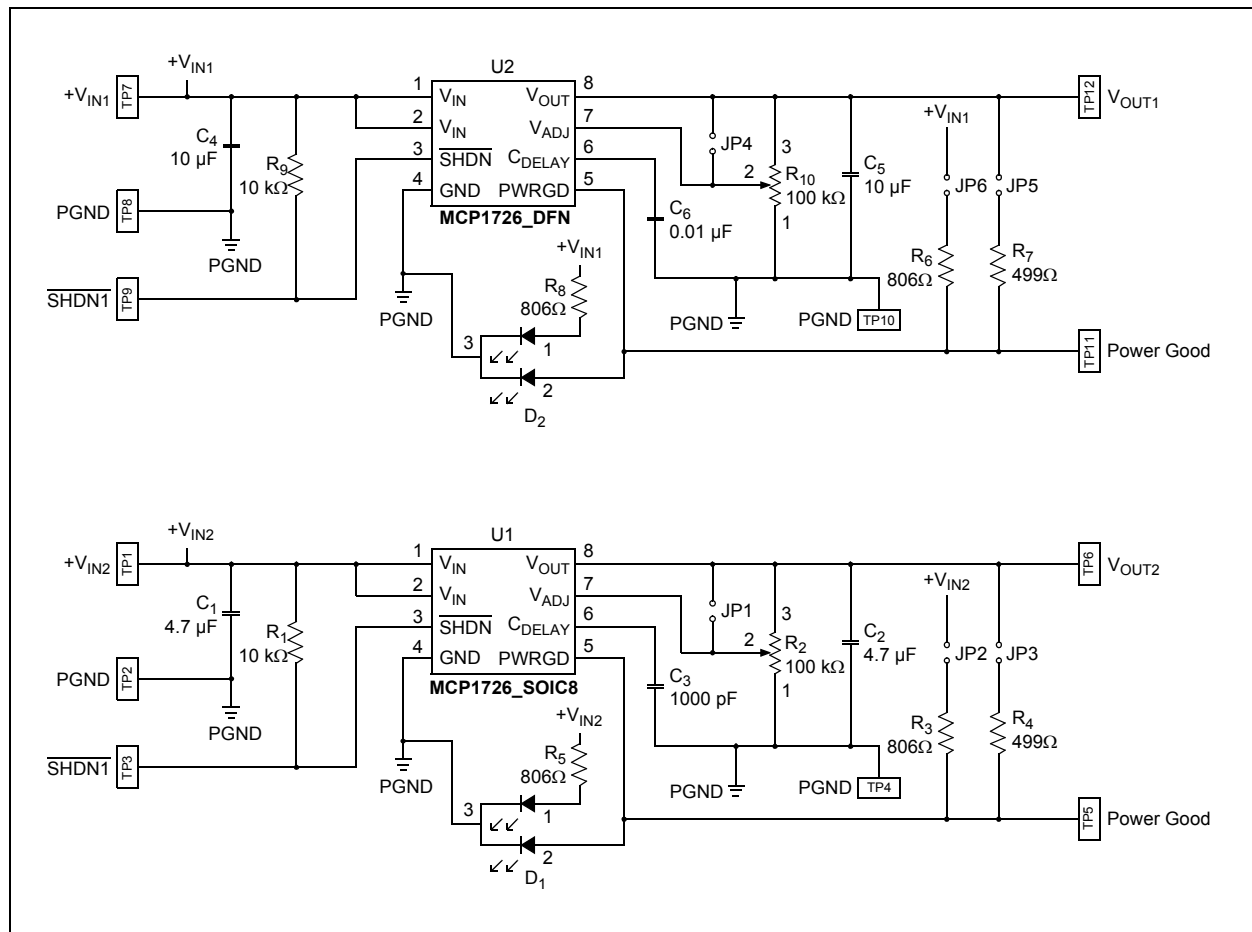 +VIN1
U2
+VIN1
TP7
1
VIN
VOUT
8
TP12
VOUT1
2
VIN
VADJ
7
+VIN1
C4
10 µF
3
SHDN
CDELAY
6
JP4
3
2
R10
100 kΩ
1
C5
10 µF
JP6
JP5
R9
10 kΩ
4
GND
PWRGD
5
PGND
TP8
MCP1726_DFN
C6
0.01 µF
PGND
+VIN1
R6
806Ω
R7
499Ω
SHDN1
TP9
R8
806Ω
PGND
PGND
PGND
TP10
3
1
2
TP11
Power Good
D2
+VIN2
U1
+VIN2
TP1
1
VIN
VOUT
8
TP6
VOUT2
2
VIN
VADJ
7
+VIN2
C1
4.7 µF
3
SHDN
CDELAY
6
JP1
3
2
R2
100 kΩ
1
C2
4.7 µF
JP2
JP3
R1
10 kΩ
4
GND
PWRGD
5
PGND
TP2
MCP1726_SOIC8
C3
1000 pF
PGND
+VIN2
R3
806Ω
R4
499Ω
SHDN1
TP3
R5
806Ω
PGND
PGND
PGND
TP4
3
1
2
TP5
Power Good
D1